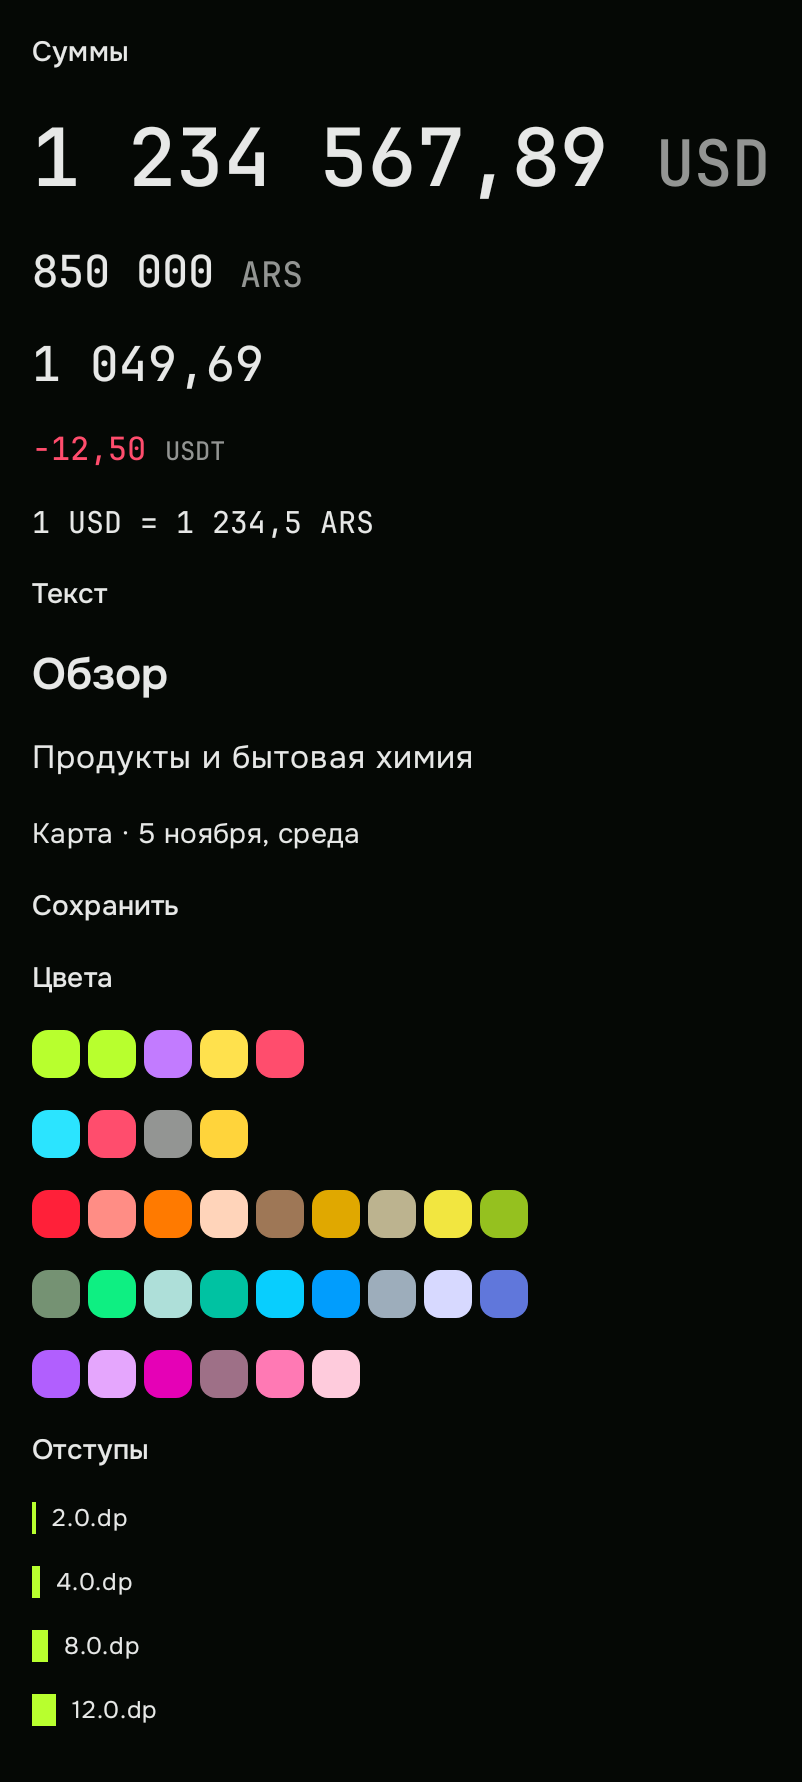 Суммы
1 234 567,89 USD
850 000 ARS
1 049,69
-12,50 USDT
1 USD = 1 234,5 ARS
Текст
Обзор
Продукты и бытовая химия
Карта · 5 ноября, среда
Сохранить
Цвета
Отступы
2.0.dp
4.0.dp
8.0.dp
12.0.dp